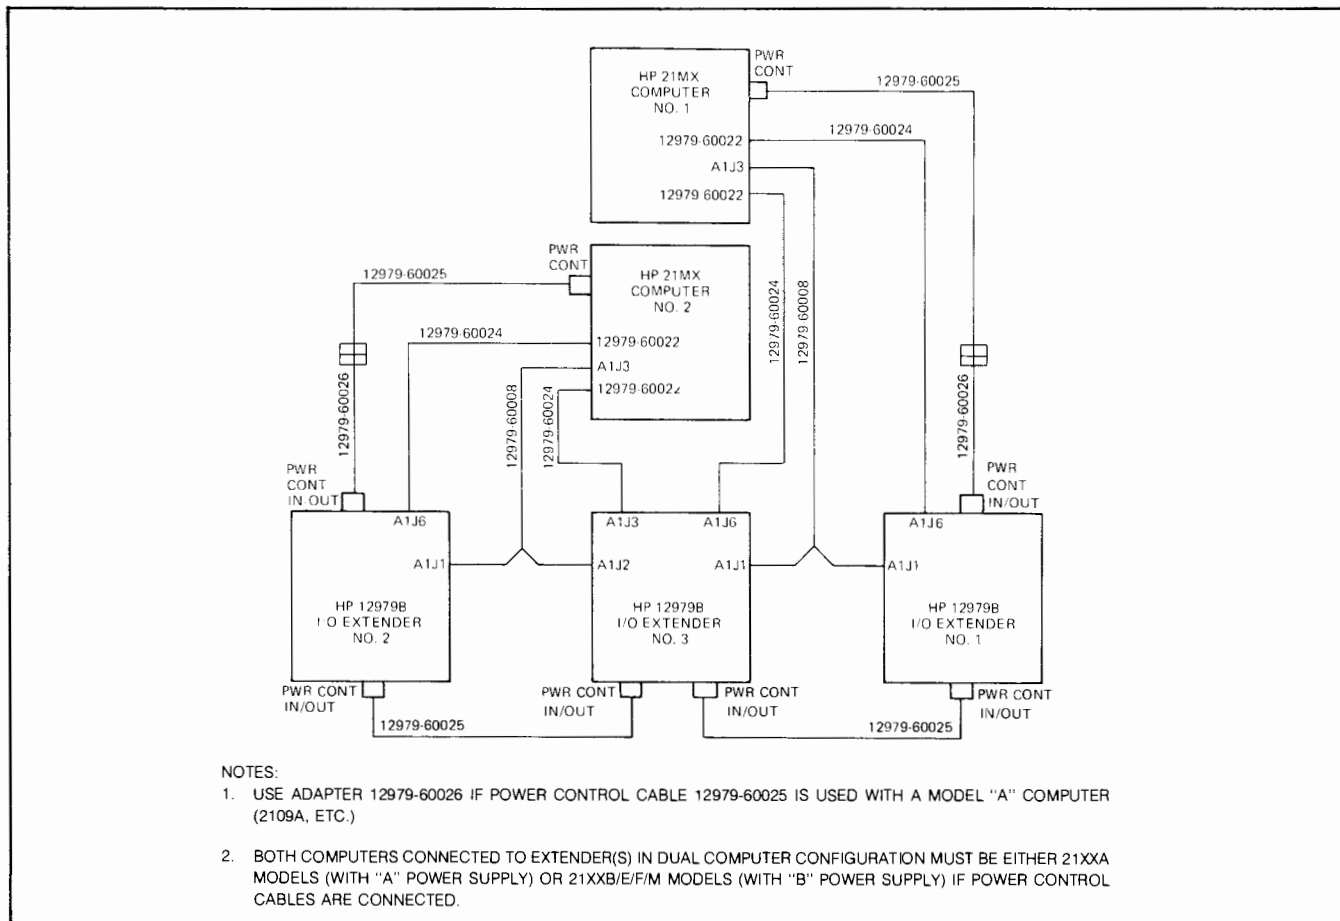 HP 21MX
COMPUTER
NO. 1
PWR
CONT
12979-60025
12979-60022
12979-60024
A1J3
12979-60022
PWR
CONT
HP 21MX
COMPUTER
NO. 2
12979-60025
12979-60024
12979-60022
A1J3
12979-60022
12979-60024
12979-60008
12979-60026
12979-60008
12979-60024
12979-60026
PWR
CONT
IN/OUT
A1J6
A1J1
HP 12979B
I/O EXTENDER
NO. 2
A1J3
A1J6
A1J2
A1J1
HP 12979B
I/O EXTENDER
NO. 3
PWR
CONT
IN/OUT
A1J6
A1J1
HP 12979B
I/O EXTENDER
NO. 1
PWR CONT
IN/OUT
PWR CONT
IN/OUT
PWR CONT
IN/OUT
PWR CONT
IN/OUT
12979-60025
12979-60025
NOTES:
1. USE ADAPTER 12979-60026 IF POWER CONTROL CABLE 12979-60025 IS USED WITH A MODEL "A" COMPUTER
(2109A, ETC.)
2. BOTH COMPUTERS CONNECTED TO EXTENDER(S) IN DUAL COMPUTER CONFIGURATION MUST BE EITHER 21XXA
MODELS (WITH "A" POWER SUPPLY) OR 21XXB/E/F/M MODELS (WITH "B" POWER SUPPLY) IF POWER CONTROL
CABLES ARE CONNECTED.